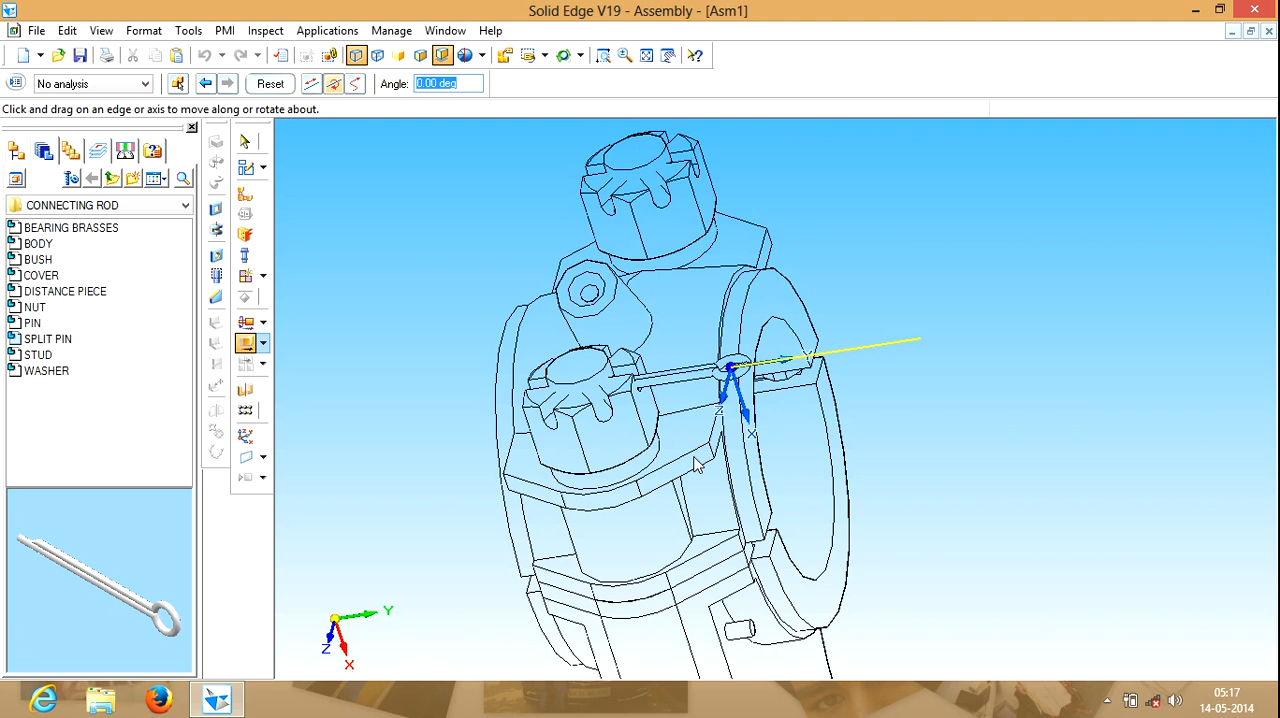 Solid Edge V19 - Assembly - [Asm1]
File Edit View Format Tools PMI Inspect Applications Manage Window Help
No analysis Reset Angle: 0.00 deg
Click and drag on an edge or axis to move along or rotate about.
CONNECTING ROD
BEARING BRASSES
BODY
BUSH
COVER
DISTANCE PIECE
NUT
PIN
SPLIT PIN
STUD
WASHER
Y
Z
X
Y
Z
X
05:17
14-05-2014